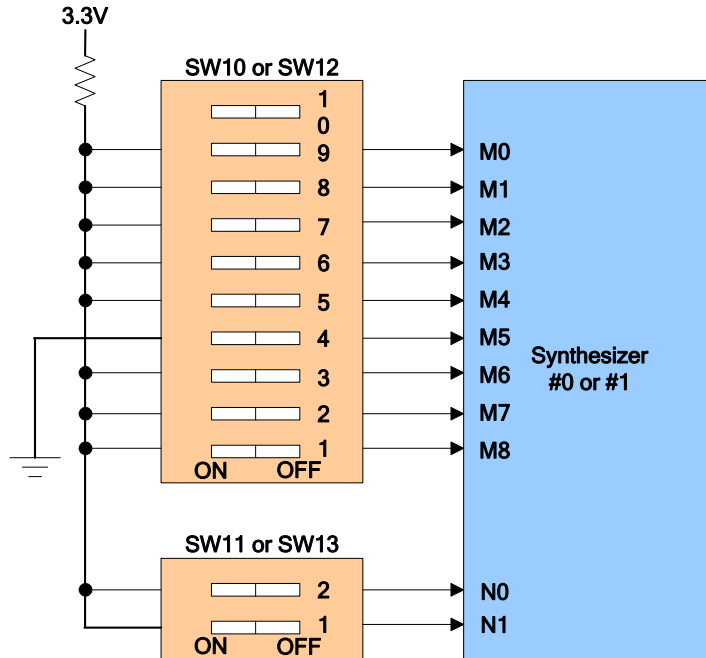 3.3V
SW10 or SW12
1
0
9 M0
8 M1
7 M2
6 M3
5 M4
4 M5
Synthesizer
#0 or #1
3 M6
2 M7
1 M8
ON OFF
SW11 or SW13
2 N0
1 N1
ON OFF